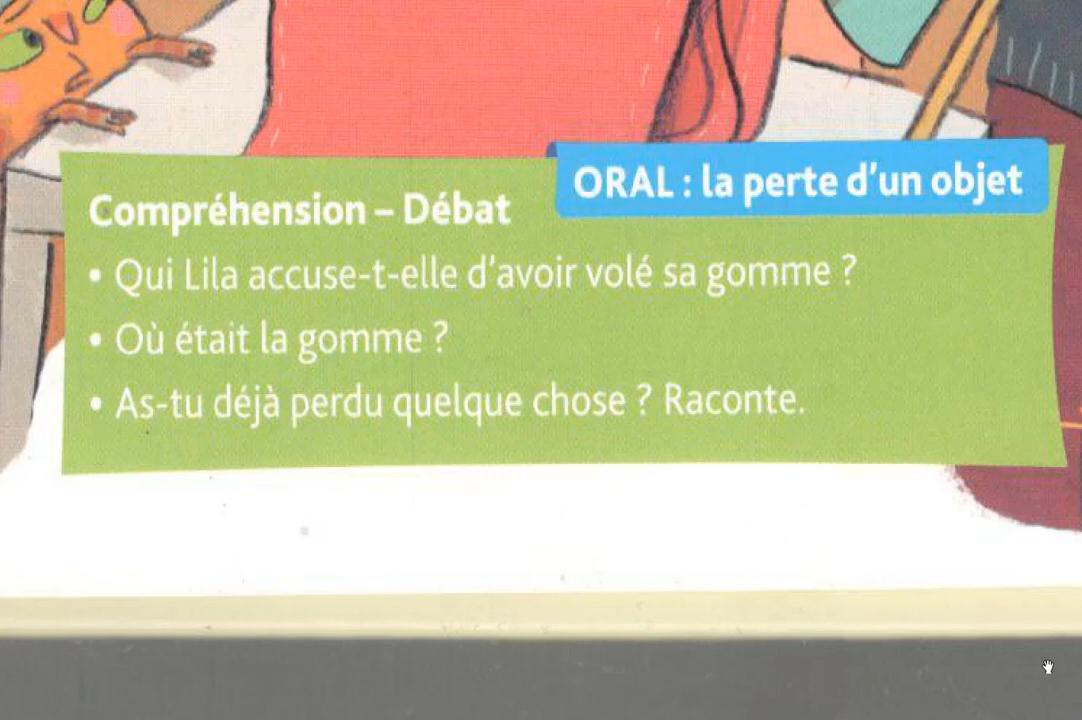 ORAL : la perte d'un objet
Compréhension – Débat
• Qui Lila accuse-t-elle d'avoir volé sa gomme ?
• Où était la gomme ?
• As-tu déjà perdu quelque chose ? Raconte.